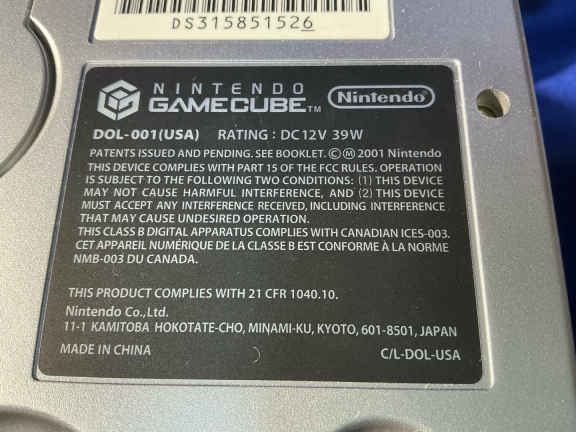 DS315851526
NINTENDO
GAMECUBE™ Nintendo®
DOL-001(USA) RATING : DC 12V 39W
PATENTS ISSUED AND PENDING. SEE BOOKLET. ©Ⓜ 2001 Nintendo
THIS DEVICE COMPLIES WITH PART 15 OF THE FCC RULES. OPERATION
IS SUBJECT TO THE FOLLOWING TWO CONDITIONS: (1) THIS DEVICE
MAY NOT CAUSE HARMFUL INTERFERENCE, AND (2) THIS DEVICE
MUST ACCEPT ANY INTERFERENCE RECEIVED, INCLUDING INTERFERENCE
THAT MAY CAUSE UNDESIRED OPERATION.
THIS CLASS B DIGITAL APPARATUS COMPLIES WITH CANADIAN ICES-003.
CET APPAREIL NUMÉRIQUE DE LA CLASSE B EST CONFORME À LA NORME
NMB-003 DU CANADA.
THIS PRODUCT COMPLIES WITH 21 CFR 1040.10.
Nintendo Co.,Ltd.
11-1 KAMITOBA HOKOTATE-CHO, MINAMI-KU, KYOTO, 601-8501, JAPAN
MADE IN CHINA C/L-DOL-USA